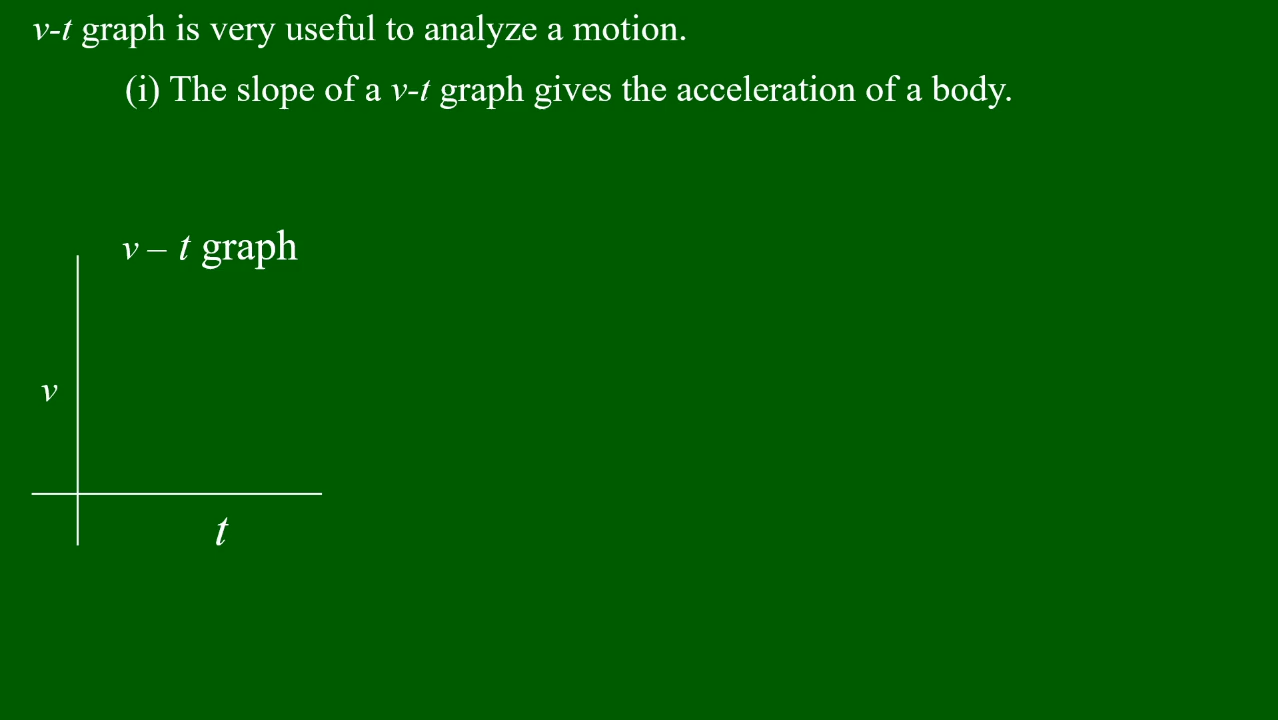 v-t graph is very useful to analyze a motion.
(i) The slope of a v-t graph gives the acceleration of a body.
v – t graph
v
t